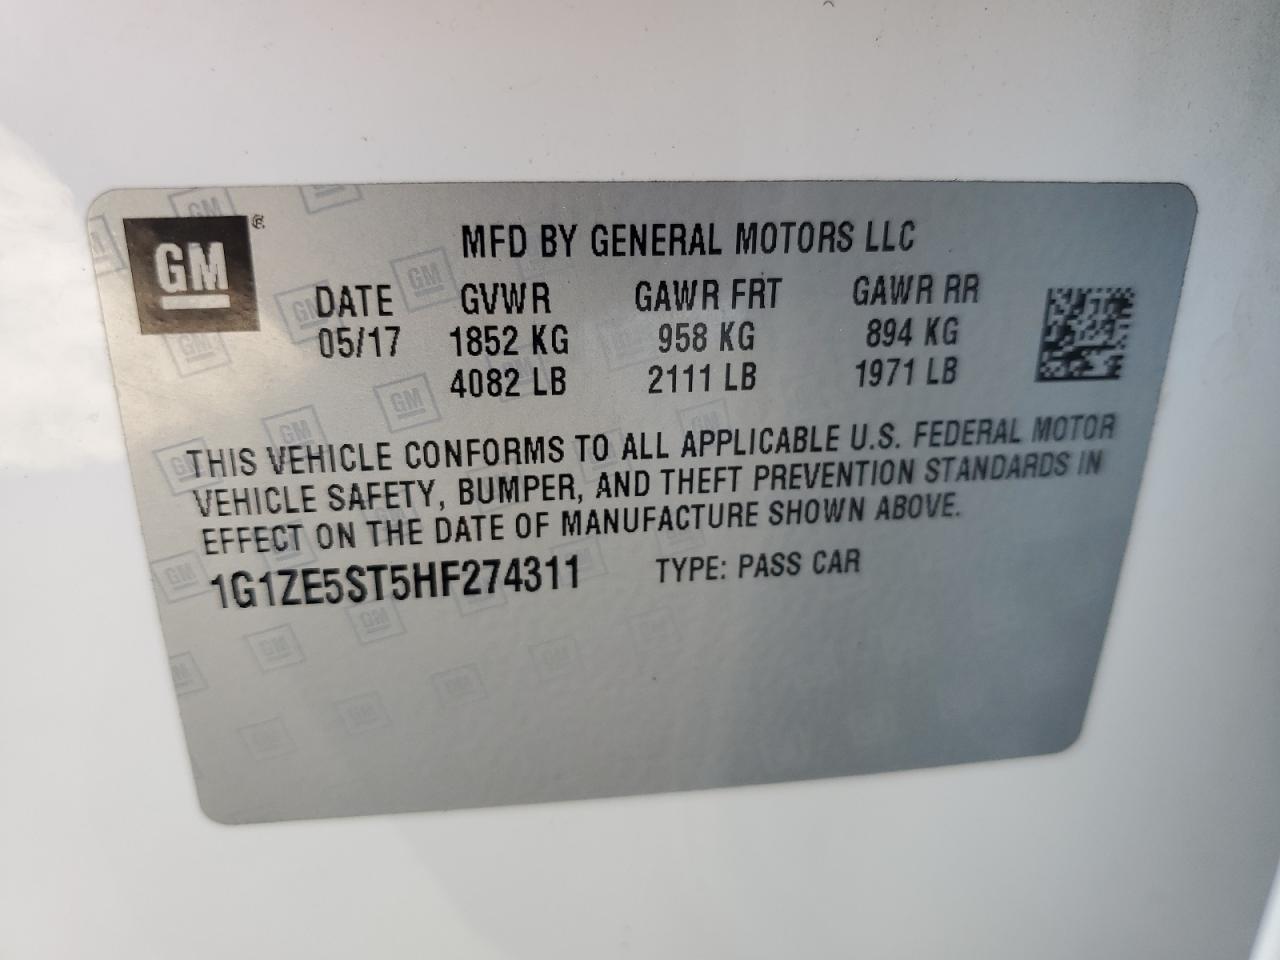 GM®
MFD BY GENERAL MOTORS LLC
DATE GVWR GAWR FRT GAWR RR
05/17 1852 KG 958 KG 894 KG
4082 LB 2111 LB 1971 LB
THIS VEHICLE CONFORMS TO ALL APPLICABLE U.S. FEDERAL MOTOR
VEHICLE SAFETY, BUMPER, AND THEFT PREVENTION STANDARDS IN
EFFECT ON THE DATE OF MANUFACTURE SHOWN ABOVE.
1G1ZE5ST5HF274311 TYPE: PASS CAR